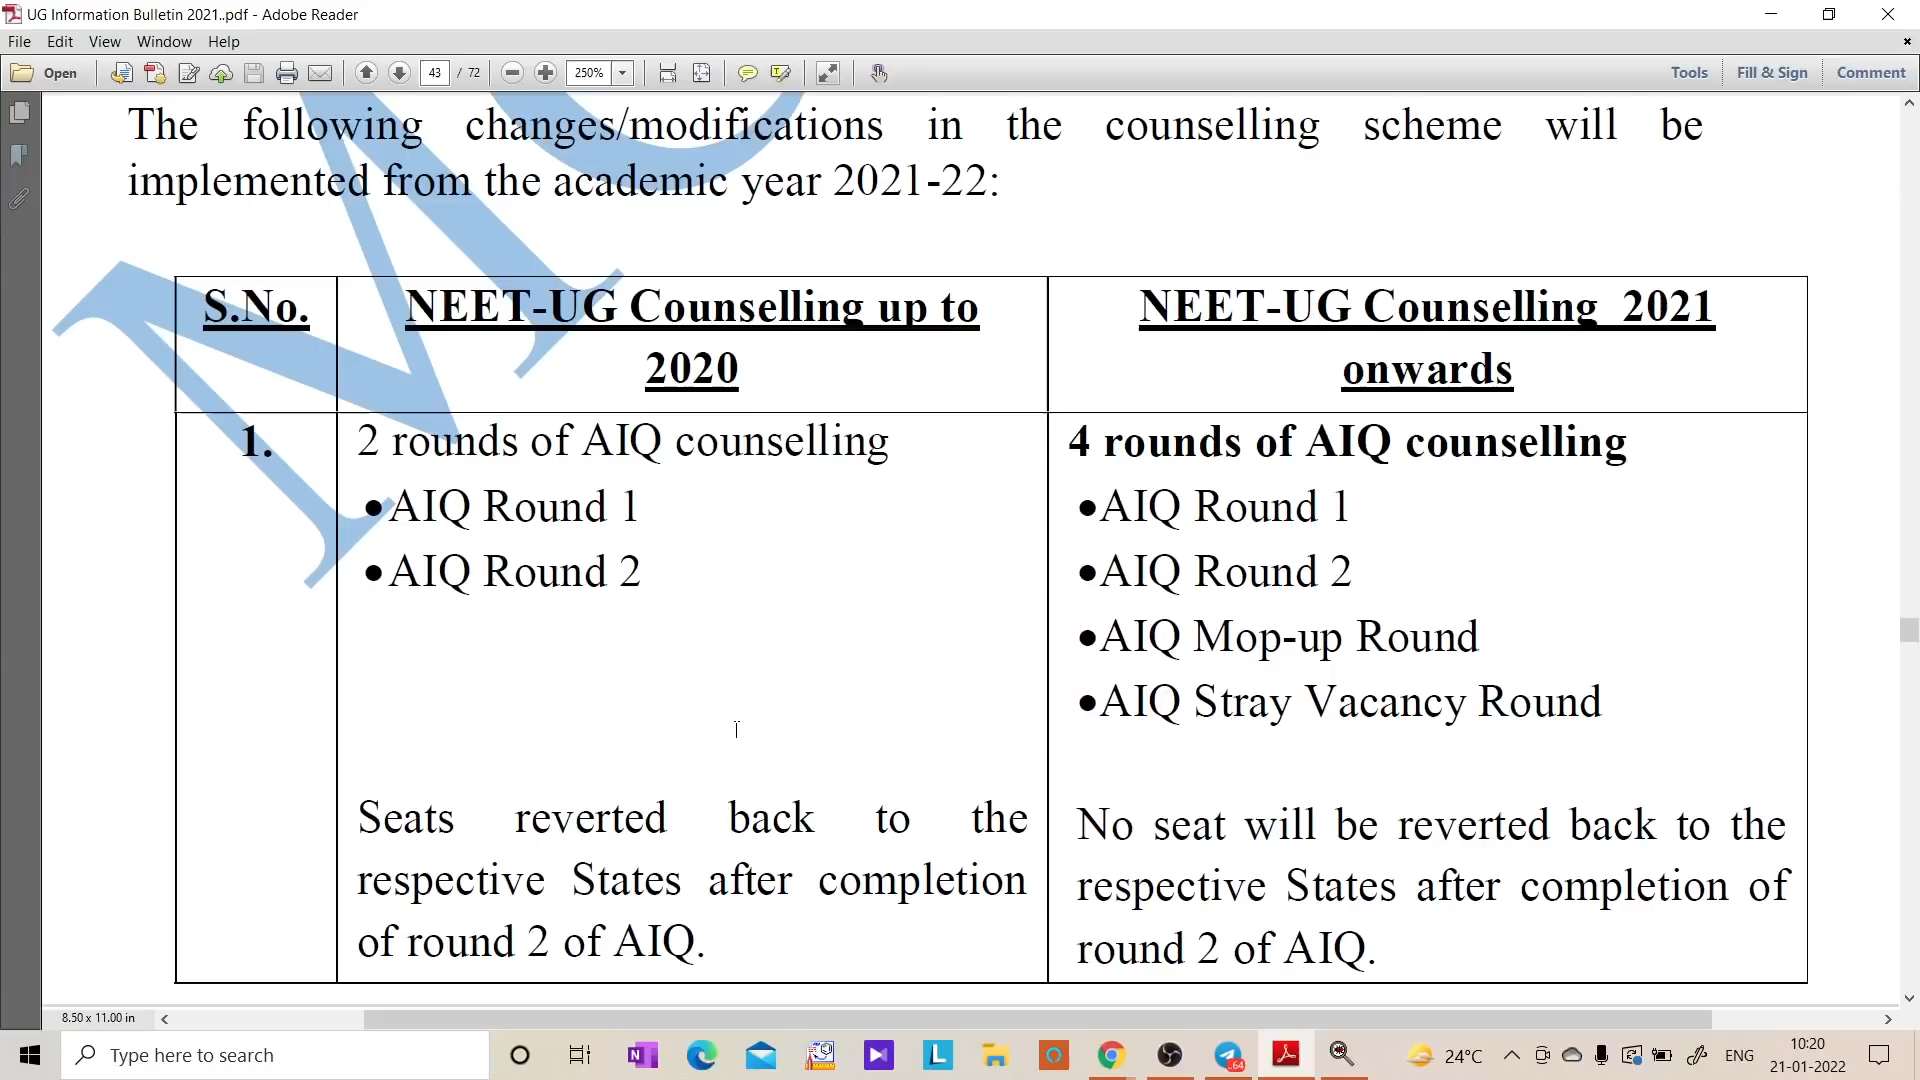 UG Information Bulletin 2021..pdf - Adobe Reader
File Edit View Window Help
Open 43 / 72 250% Tools Fill & Sign Comment
The following changes/modifications in the counselling scheme will be
implemented from the academic year 2021-22:
S.No.
NEET-UG Counselling up to
2020
NEET-UG Counselling 2021
onwards
1.
2 rounds of AIQ counselling
•AIQ Round 1
•AIQ Round 2
Seats reverted back to the
respective States after completion
of round 2 of AIQ.
4 rounds of AIQ counselling
•AIQ Round 1
•AIQ Round 2
•AIQ Mop-up Round
•AIQ Stray Vacancy Round
No seat will be reverted back to the
respective States after completion of
round 2 of AIQ.
8.50 x 11.00 in
Type here to search
N
L
64
24°C
ENG
10:20
21-01-2022